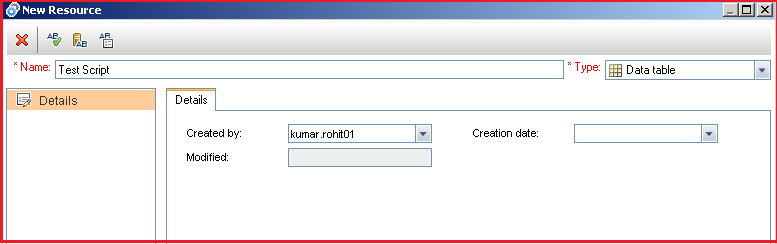 New Resource
* Name: Test Script * Type: Data table
Details
Details
Created by: kumar.rohit01 Creation date:
Modified: